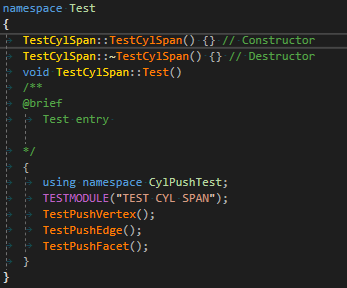 namespace Test
{
TestCylSpan::TestCylSpan() {} // Constructor
TestCylSpan::~TestCylSpan() {} // Destructor
void TestCylSpan::Test()
/**
@brief
Test entry
*/
{
using namespace CylPushTest;
TESTMODULE("TEST CYL SPAN");
TestPushVertex();
TestPushEdge();
TestPushFacet();
}
}